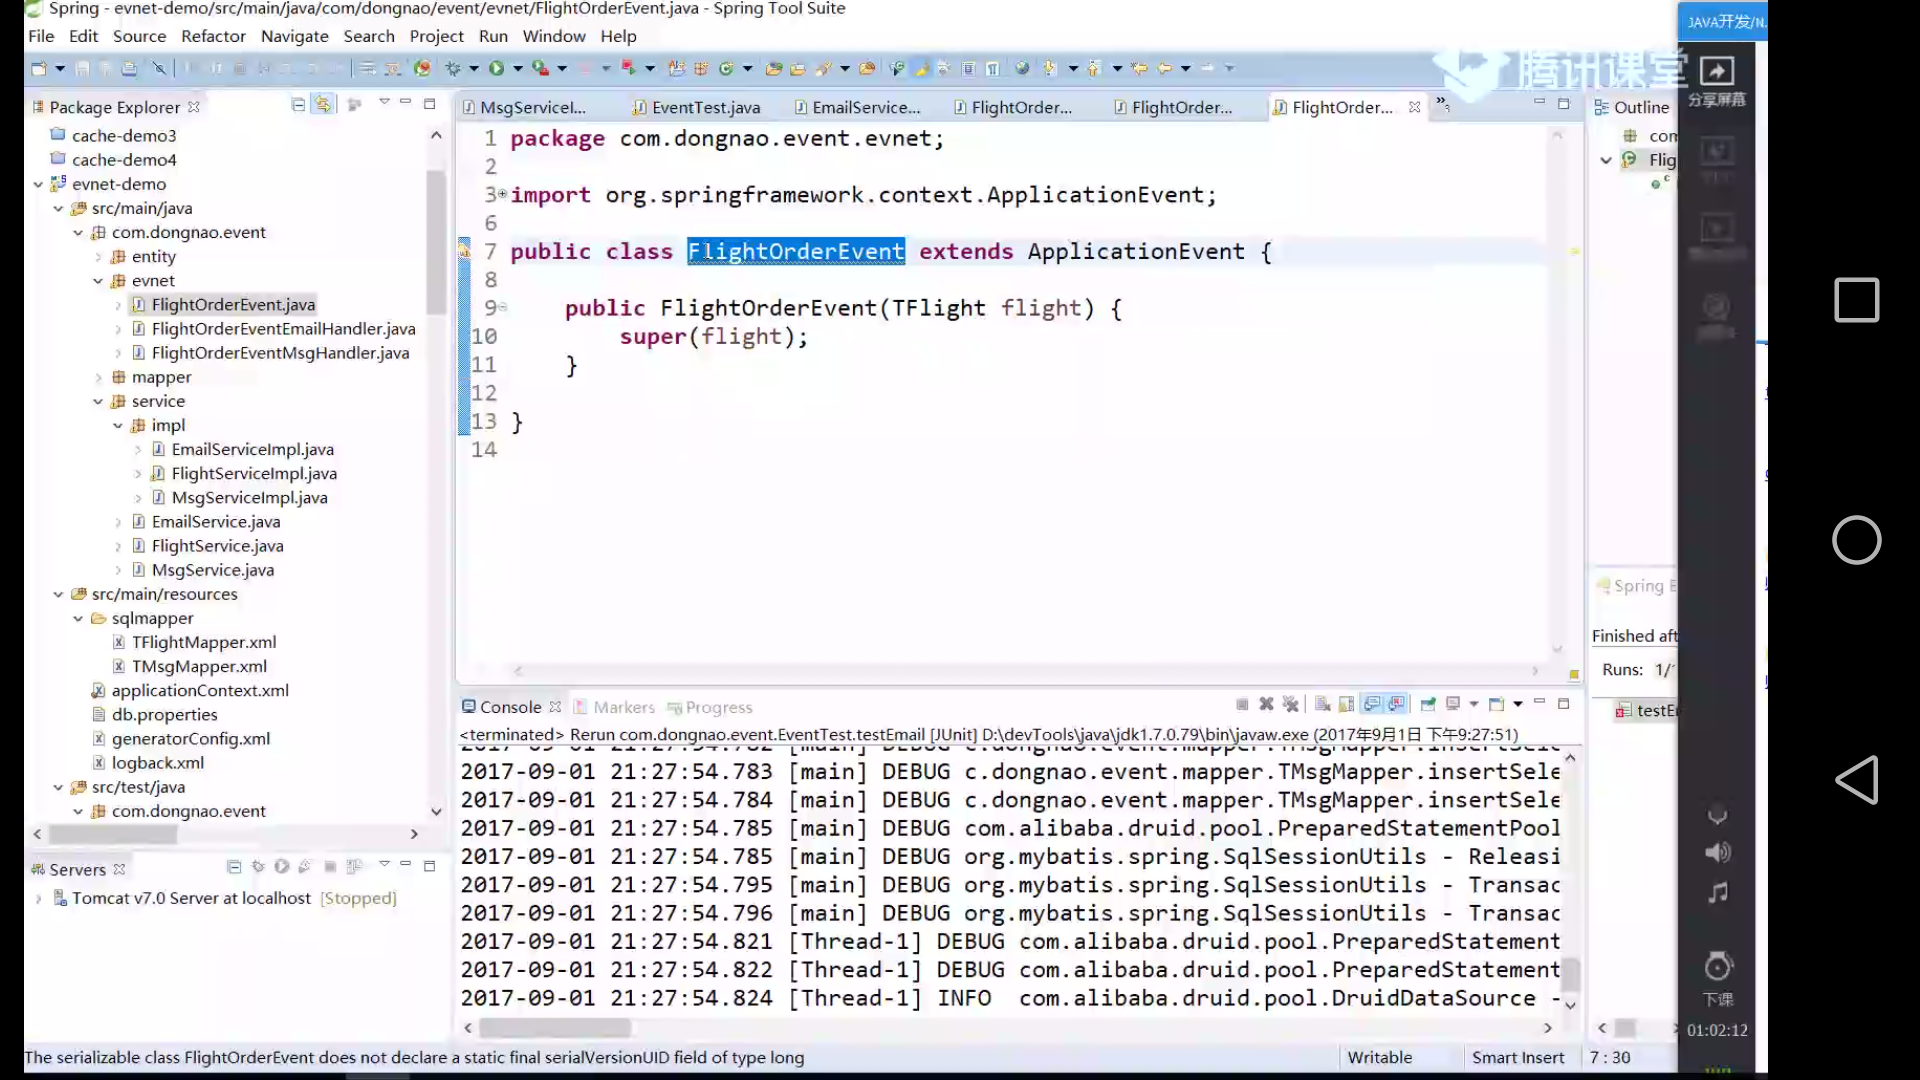 Spring - evnet-demo/src/main/java/com/dongnao/event/evnet/FlightOrderEvent.java - Spring Tool Suite
JAVA开发/N.
File Edit Source Refactor Navigate Search Project Run Window Help
腾讯课堂
分享屏幕
Package Explorer
cache-demo3
cache-demo4
evnet-demo
src/main/java
com.dongnao.event
entity
evnet
FlightOrderEvent.java
FlightOrderEventEmailHandler.java
FlightOrderEventMsgHandler.java
mapper
service
impl
EmailServiceImpl.java
FlightServiceImpl.java
MsgServiceImpl.java
EmailService.java
FlightService.java
MsgService.java
src/main/resources
sqlmapper
TFlightMapper.xml
TMsgMapper.xml
applicationContext.xml
db.properties
generatorConfig.xml
logback.xml
src/test/java
com.dongnao.event
Servers
Tomcat v7.0 Server at localhost [Stopped]
MsgServiceI... EventTest.java EmailService... FlightOrder... FlightOrder... FlightOrder...
1 package com.dongnao.event.evnet;
2
3 import org.springframework.context.ApplicationEvent;
6
7 public class FlightOrderEvent extends ApplicationEvent {
8
9 public FlightOrderEvent(TFlight flight) {
10 super(flight);
11 }
12
13 }
14
Console Markers Progress
<terminated> Rerun com.dongnao.event.EventTest.testEmail [JUnit] D:\devTools\java\jdk1.7.0.79\bin\javaw.exe (2017年9月1日 下午9:27:51)
2017-09-01 21:27:54.782 [main] DEBUG c.dongnao.event.mapper.TMsgMapper.insertSele
2017-09-01 21:27:54.783 [main] DEBUG c.dongnao.event.mapper.TMsgMapper.insertSele
2017-09-01 21:27:54.784 [main] DEBUG c.dongnao.event.mapper.TMsgMapper.insertSele
2017-09-01 21:27:54.785 [main] DEBUG com.alibaba.druid.pool.PreparedStatementPool
2017-09-01 21:27:54.785 [main] DEBUG org.mybatis.spring.SqlSessionUtils - Releasi
2017-09-01 21:27:54.795 [main] DEBUG org.mybatis.spring.SqlSessionUtils - Transac
2017-09-01 21:27:54.796 [main] DEBUG org.mybatis.spring.SqlSessionUtils - Transac
2017-09-01 21:27:54.821 [Thread-1] DEBUG com.alibaba.druid.pool.PreparedStatement
2017-09-01 21:27:54.822 [Thread-1] DEBUG com.alibaba.druid.pool.PreparedStatement
2017-09-01 21:27:54.824 [Thread-1] INFO com.alibaba.druid.pool.DruidDataSource -
Outline
com
Flig
Spring E
Finished aft
Runs: 1/
testE
下课
01:02:12
The serializable class FlightOrderEvent does not declare a static final serialVersionUID field of type long
Writable Smart Insert 7 : 30